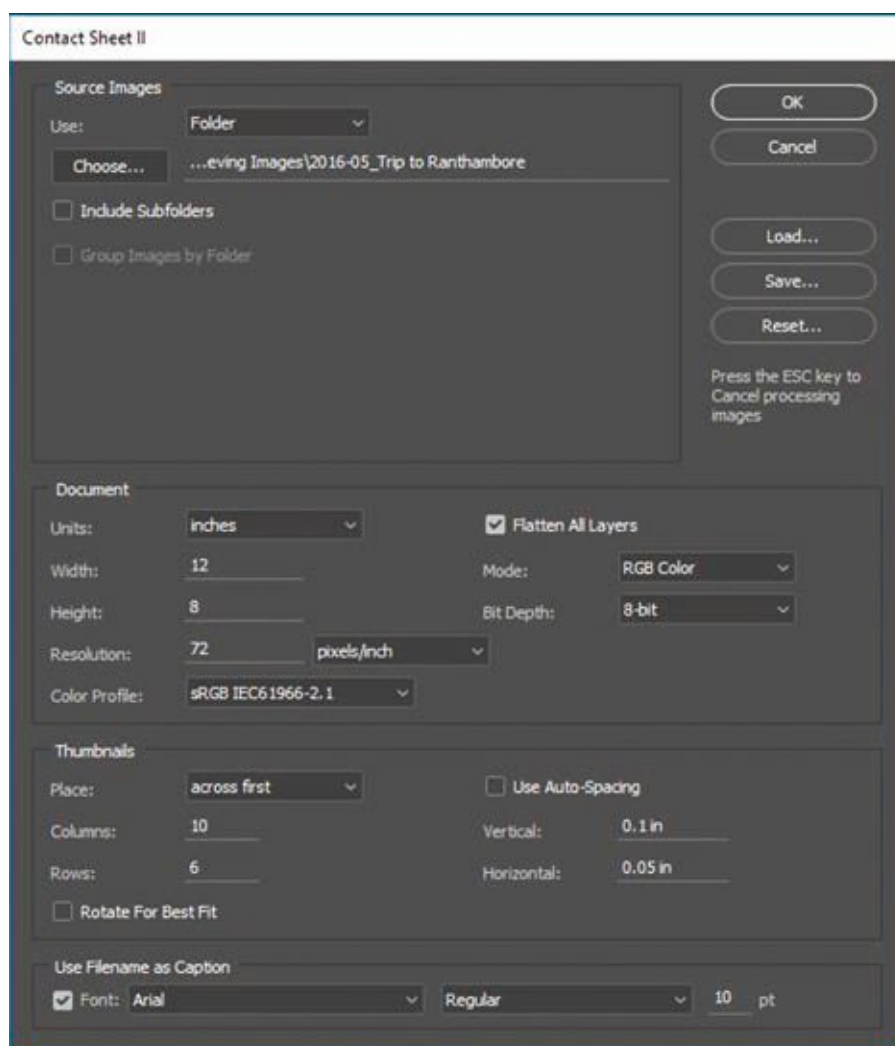 Contact Sheet II
Source Images
Use: Folder
Choose... ...eving Images\2016-05_Trip to Ranthambore
Include Subfolders
Group Images by Folder
OK
Cancel
Load...
Save...
Reset...
Press the ESC key to
Cancel processing
images
Document
Units: inches
Width: 12
Height: 8
Resolution: 72 pixels/inch
Color Profile: sRGB IEC61966-2.1
Flatten All Layers
Mode: RGB Color
Bit Depth: 8-bit
Thumbnails
Place: across first
Columns: 10
Rows: 6
Rotate For Best Fit
Use Auto-Spacing
Vertical: 0.1 in
Horizontal: 0.05 in
Use Filename as Caption
Font: Arial Regular 10 pt